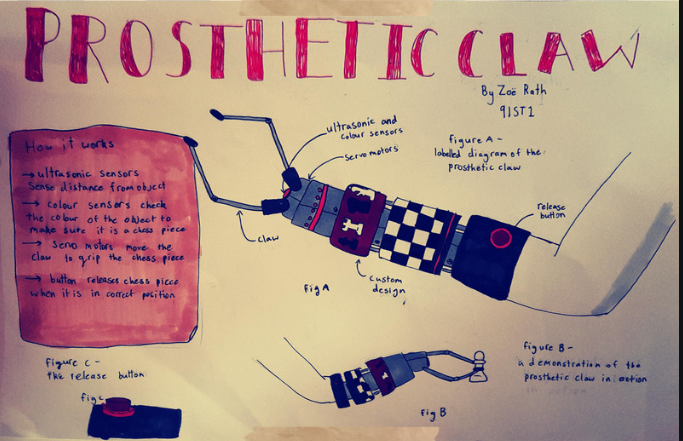 PROSTHETIC CLAW
By Zoë Rath
91ST1
How it works
→ ultrasonic sensors
sense distance from object
→ colour sensors check
the colour of the object to
make sure it is a chess piece
→ servo motors move the
claw to grip the chess piece
→ button releases chess piece
when it is in correct position
ultrasonic and
colour sensors
servo motors
figure A -
labelled diagram of the
prosthetic claw
release
button
claw
custom
design
fig A
figure C -
the release button
fig c
figure B -
a demonstration of the
prosthetic claw in action
fig B